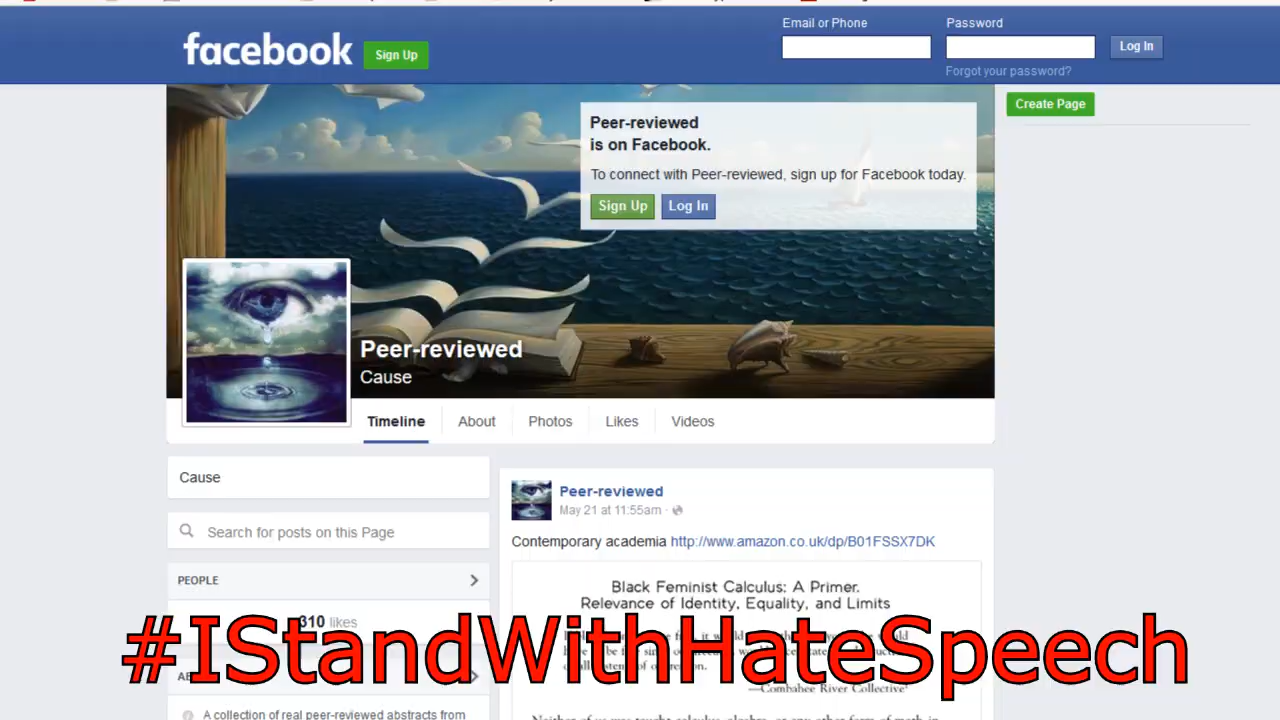 Email or Phone
Password
facebook
Sign Up
Log In
Forgot your password?
Create Page
Peer-reviewed
is on Facebook.
To connect with Peer-reviewed, sign up for Facebook today.
Sign Up
Log In
Peer-reviewed
Cause
Timeline
About
Photos
Likes
Videos
Cause
Search for posts on this Page
PEOPLE
310 likes
A collection of real peer-reviewed abstracts from
Peer-reviewed
May 21 at 11:55am
Contemporary academia http://www.amazon.co.uk/dp/B01FSSX7DK
Black Feminist Calculus: A Primer.
Relevance of Identity, Equality, and Limits
—Combahee River Collective
#IStandWithHateSpeech